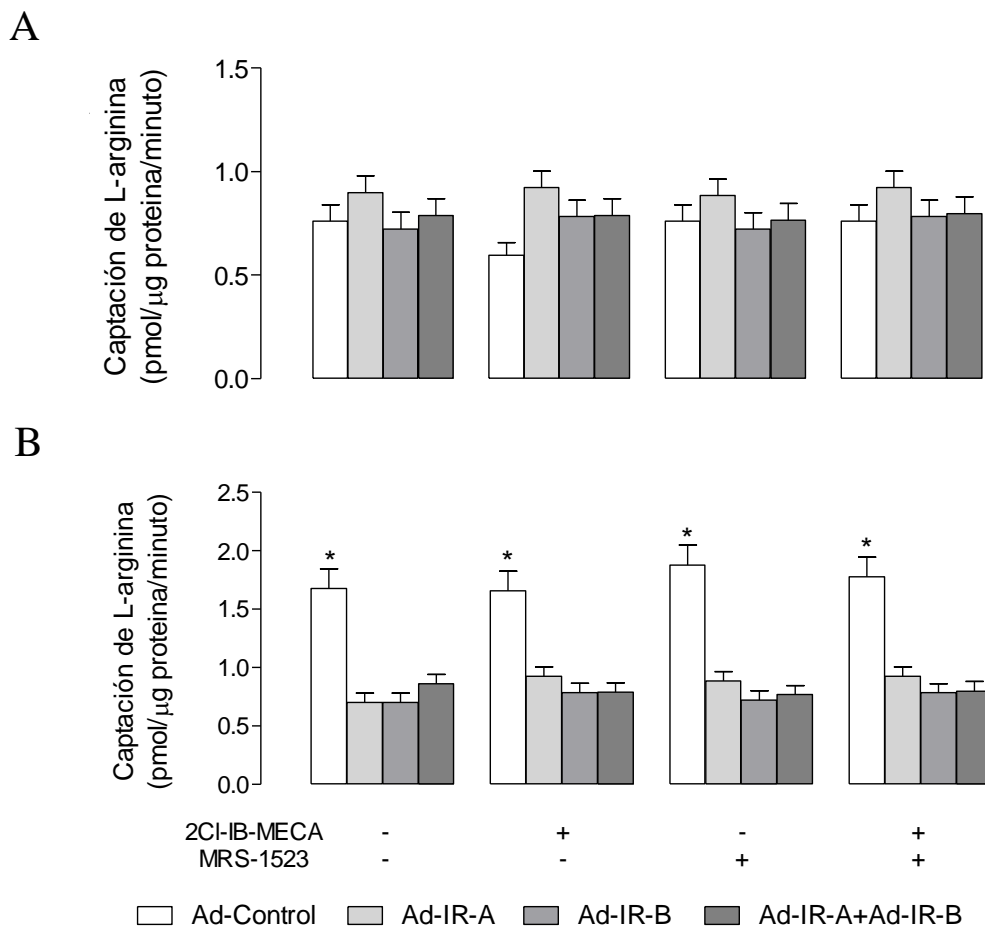 A
Captación de L-arginina
(pmol/μg proteina/minuto)
1.5
1.0
0.5
0.0
B
Captación de L-arginina
(pmol/μg proteina/minuto)
2.5
2.0
1.5
1.0
0.5
0.0
* * * *
2Cl-IB-MECA - + - +
MRS-1523 - - + +
Ad-Control Ad-IR-A Ad-IR-B Ad-IR-A+Ad-IR-B